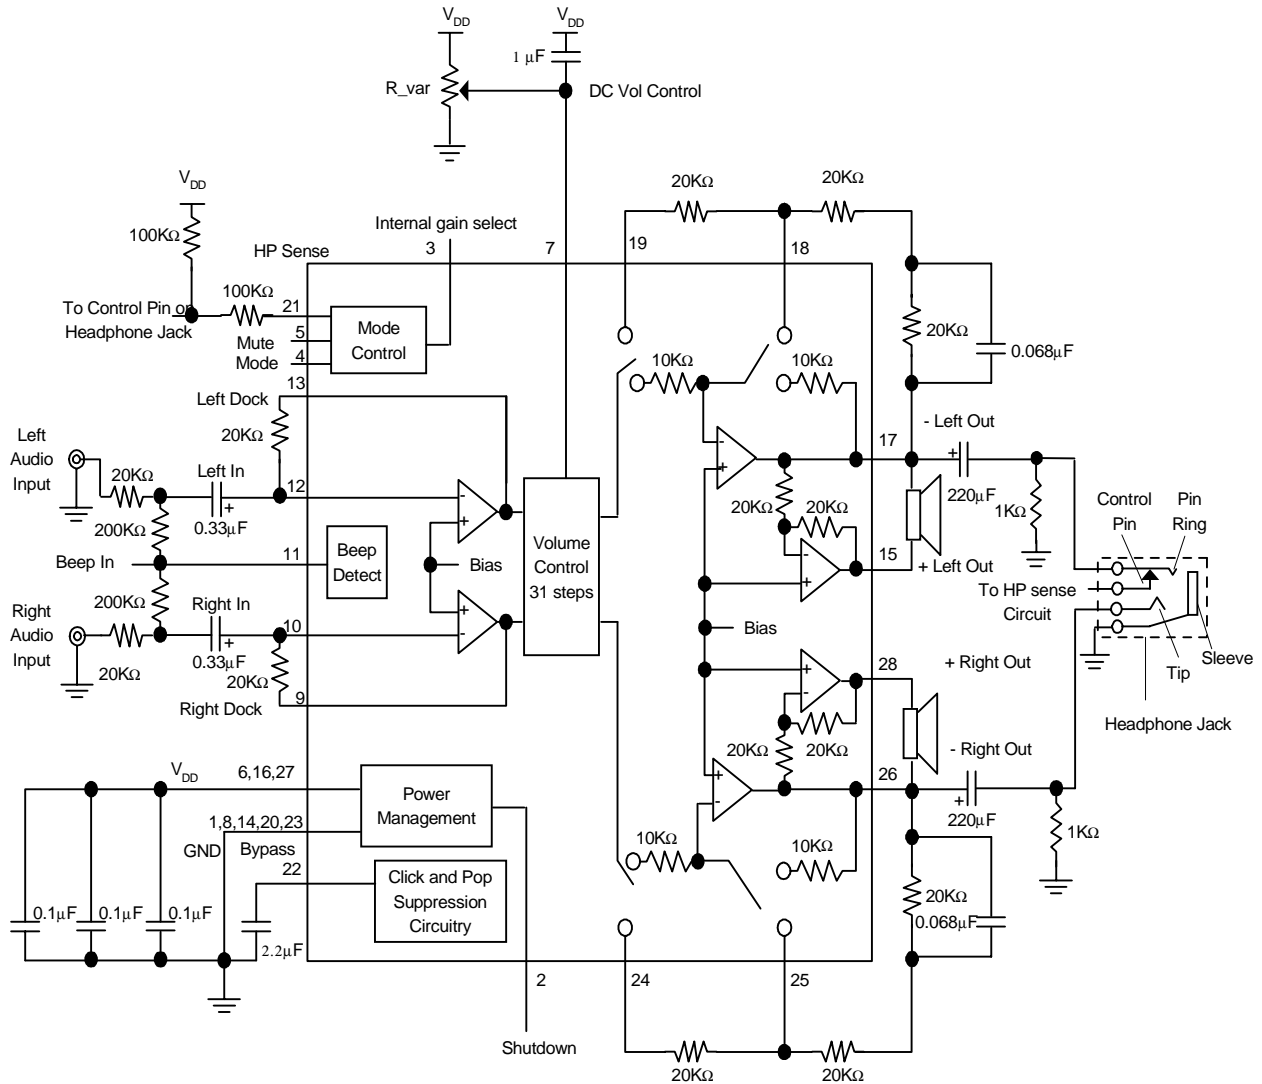 V_DD
V_DD
1 μF
R_var
DC Vol Control
V_DD
20KΩ
20KΩ
Internal gain select
100KΩ
HP Sense
3
7
19
18
100KΩ
21
To Control Pin on
Headphone Jack
Mode
Control
5
Mute
4
Mode
20KΩ
0.068μF
10KΩ
10KΩ
13
Left Dock
20KΩ
- Left Out
17
Left
Audio
Input
20KΩ
Left In
12
0.33μF
200KΩ
+
-
+
-
+
20KΩ
20KΩ
+
220μF
1KΩ
Control
Pin
Pin
Ring
Beep In
11
Beep
Detect
Bias
Volume
Control
31 steps
-
+
15
+ Left Out
To HP sense
Circuit
200KΩ
Right In
Right
Audio
Input
10
+
-
+
0.33μF
20KΩ
20KΩ
9
Right Dock
Bias
28
+ Right Out
Tip
Sleeve
+
-
Headphone Jack
20KΩ
20KΩ
- Right Out
26
+
-
+
220μF
1KΩ
V_DD
6,16,27
Power
Management
1,8,14,20,23
GND
Bypass
22
Click and Pop
Suppression
Circuitry
10KΩ
10KΩ
20KΩ
0.068μF
0.1μF
0.1μF
0.1μF
2.2μF
2
24
25
Shutdown
20KΩ
20KΩ